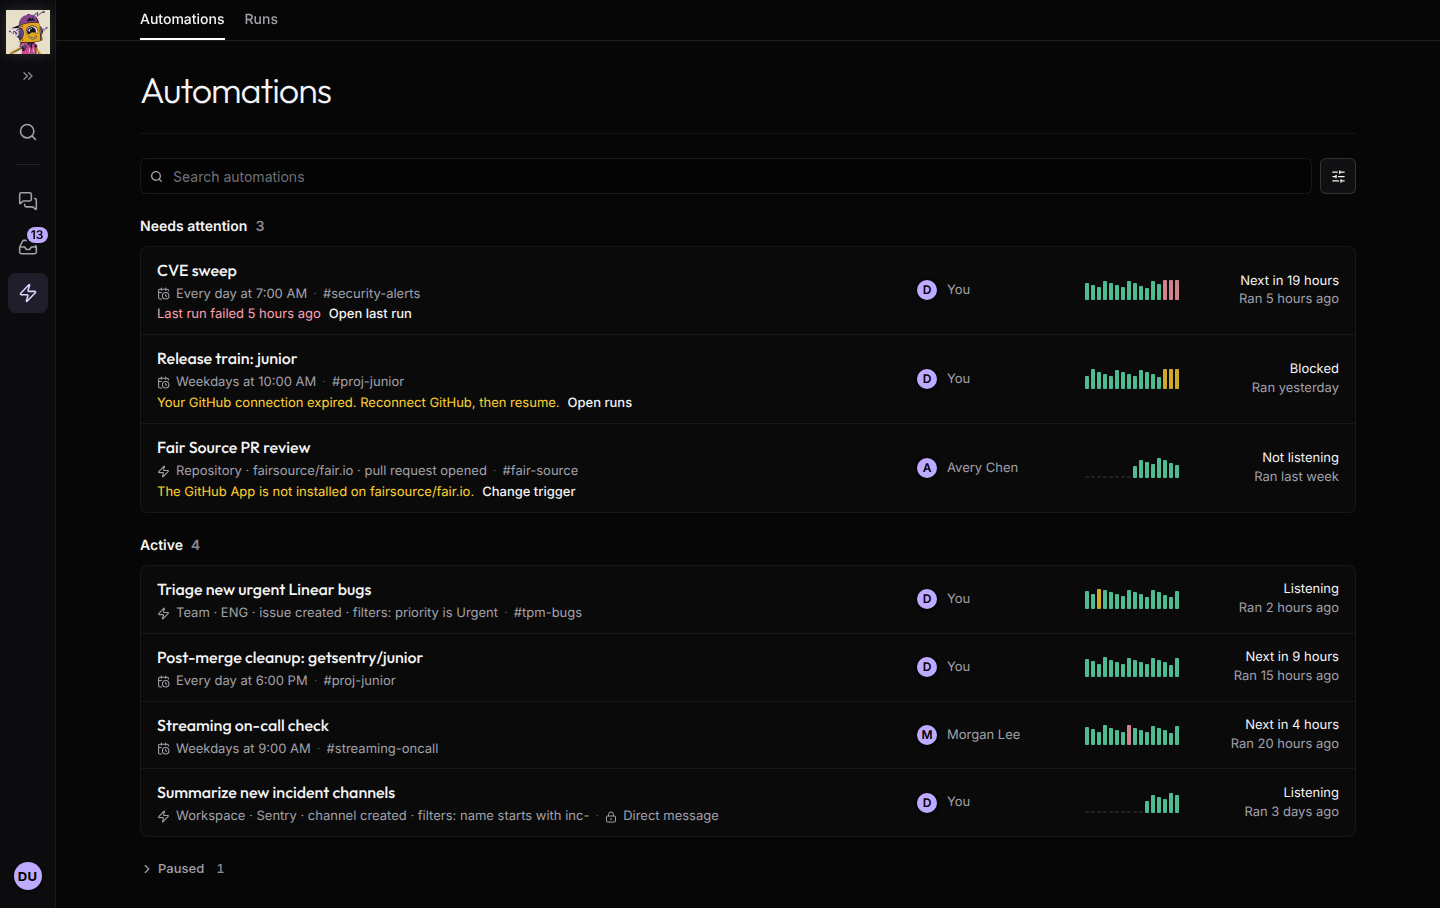 Automations Runs
Automations
Search automations
Needs attention 3
CVE sweep
Every day at 7:00 AM · #security-alerts
Last run failed 5 hours ago Open last run
D You
Next in 19 hours
Ran 5 hours ago
Release train: junior
Weekdays at 10:00 AM · #proj-junior
Your GitHub connection expired. Reconnect GitHub, then resume. Open runs
D You
Blocked
Ran yesterday
Fair Source PR review
Repository · fairsource/fair.io · pull request opened · #fair-source
The GitHub App is not installed on fairsource/fair.io. Change trigger
A Avery Chen
Not listening
Ran last week
Active 4
Triage new urgent Linear bugs
Team · ENG · issue created · filters: priority is Urgent · #tpm-bugs
D You
Listening
Ran 2 hours ago
Post-merge cleanup: getsentry/junior
Every day at 6:00 PM · #proj-junior
D You
Next in 9 hours
Ran 15 hours ago
Streaming on-call check
Weekdays at 9:00 AM · #streaming-oncall
M Morgan Lee
Next in 4 hours
Ran 20 hours ago
Summarize new incident channels
Workspace · Sentry · channel created · filters: name starts with inc- · Direct message
D You
Listening
Ran 3 days ago
Paused 1
13
DU